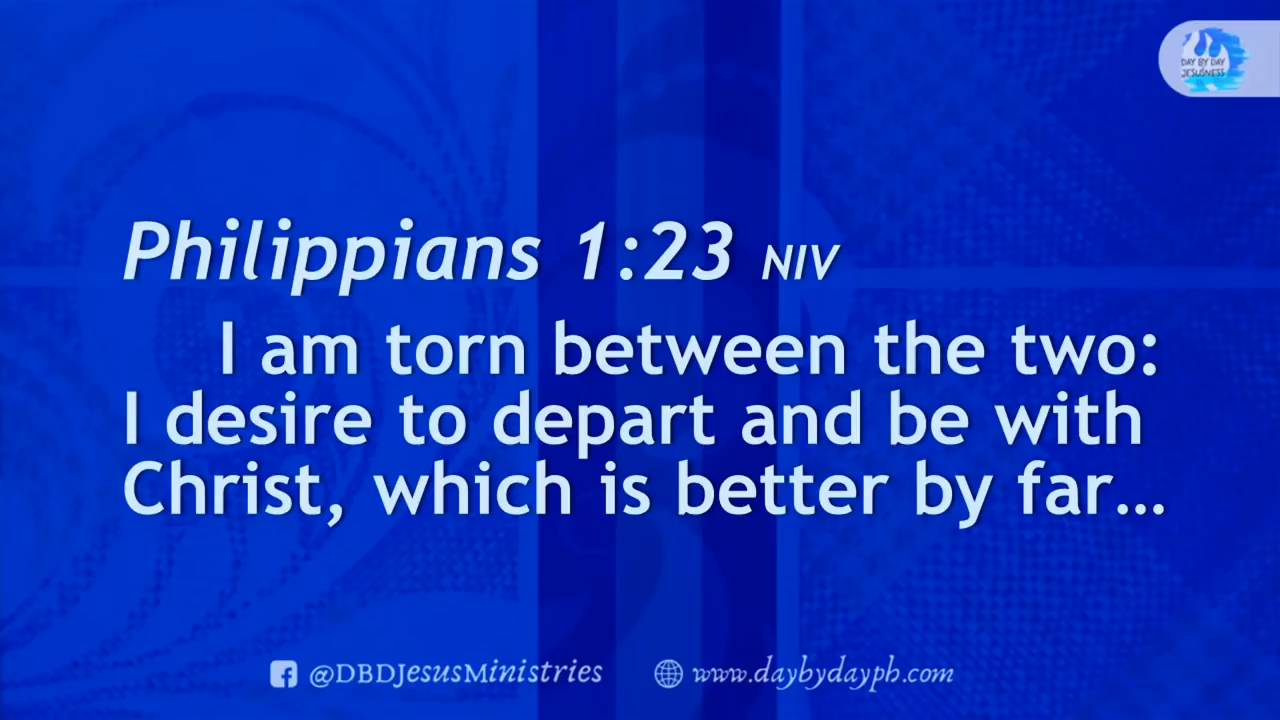 DAY BY DAY
JESUSNESS
Philippians 1:23 NIV
I am torn between the two:
I desire to depart and be with
Christ, which is better by far...
@DBDJesusMinistries
www.daybydayph.com